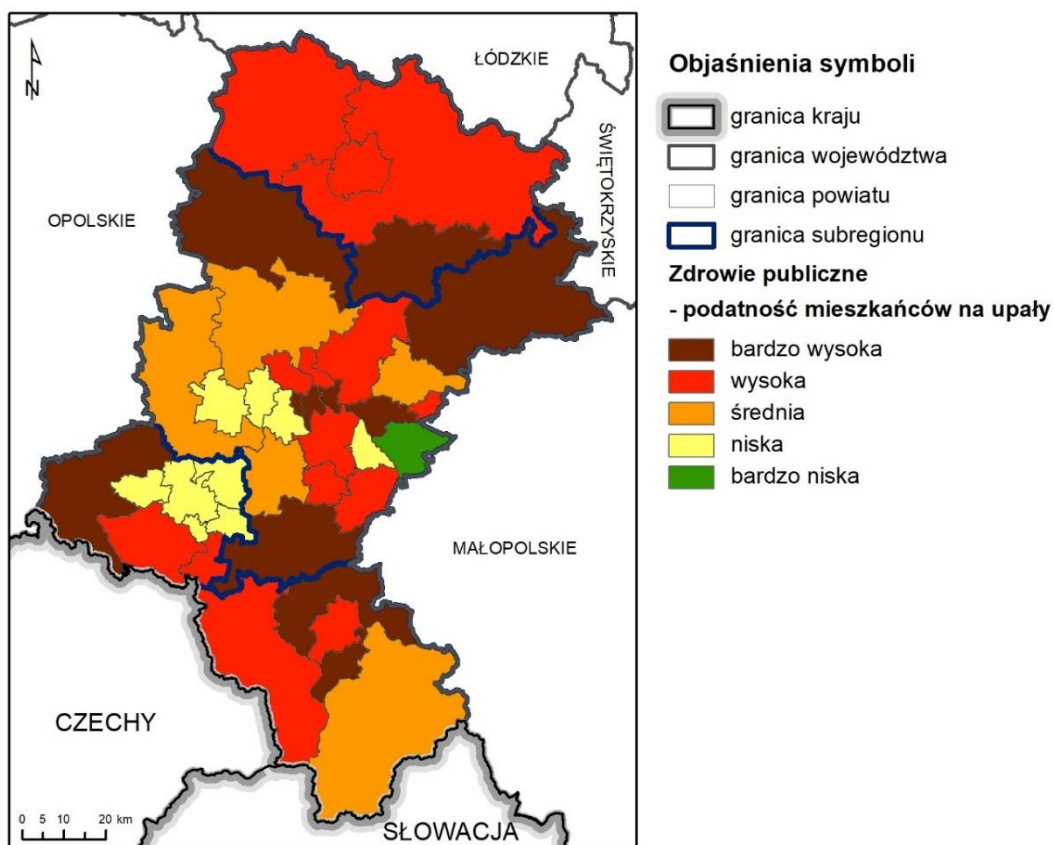 N
ŁÓDZKIE
ŚWIĘTOKRZYSKIE
OPOLSKIE
MAŁOPOLSKIE
CZECHY
SŁOWACJA
0 5 10 20 km
Objaśnienia symboli
granica kraju
granica województwa
granica powiatu
granica subregionu
Zdrowie publiczne
- podatność mieszkańców na upały
bardzo wysoka
wysoka
średnia
niska
bardzo niska